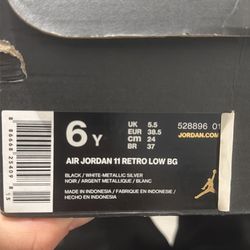 6 Y
UK 5.5
EUR 38.5
cm 24
BR 37
528896 01
JORDAN.COM
AIR JORDAN 11 RETRO LOW BG
BLACK / WHITE-METALLIC SILVER
NOIR / ARGENT METALLIQUE / BLANC
MADE IN INDONESIA / FABRIQUE EN INDONESIE /
HECHO EN INDONESIA